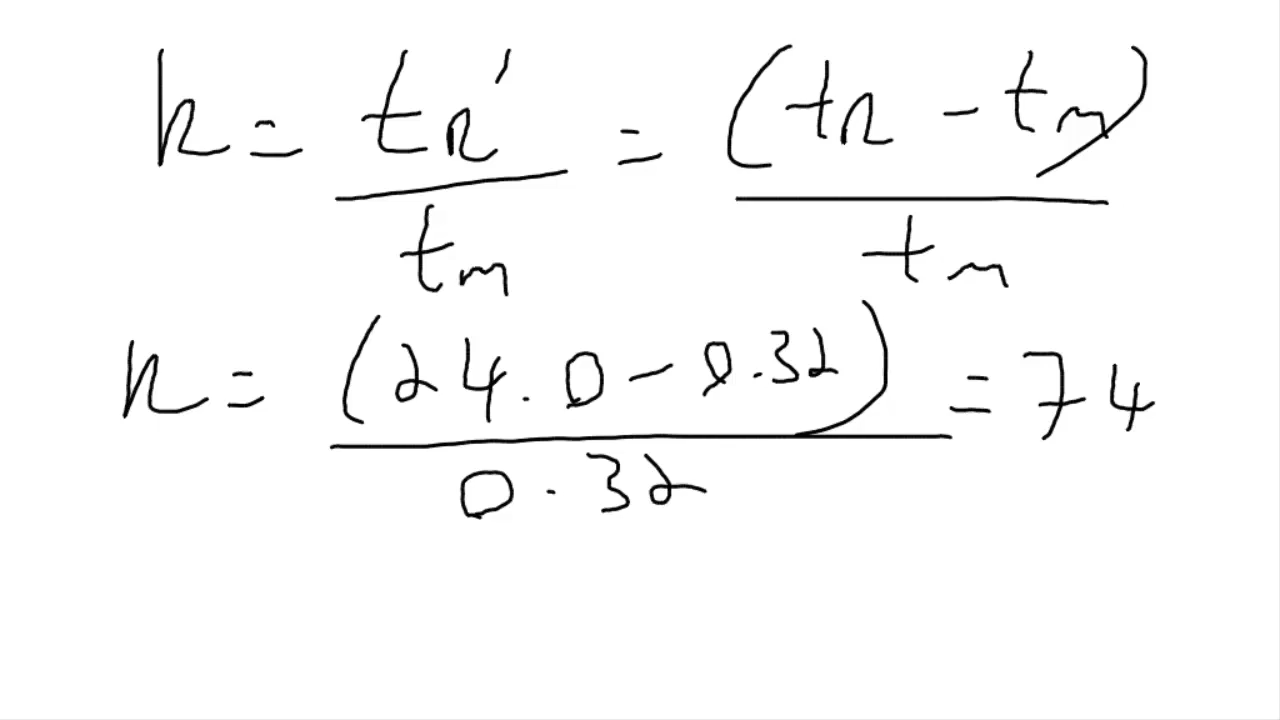 k = tR' / tm = (tR - tm) / tm
k = (24.0 - 0.32) / 0.32 = 74